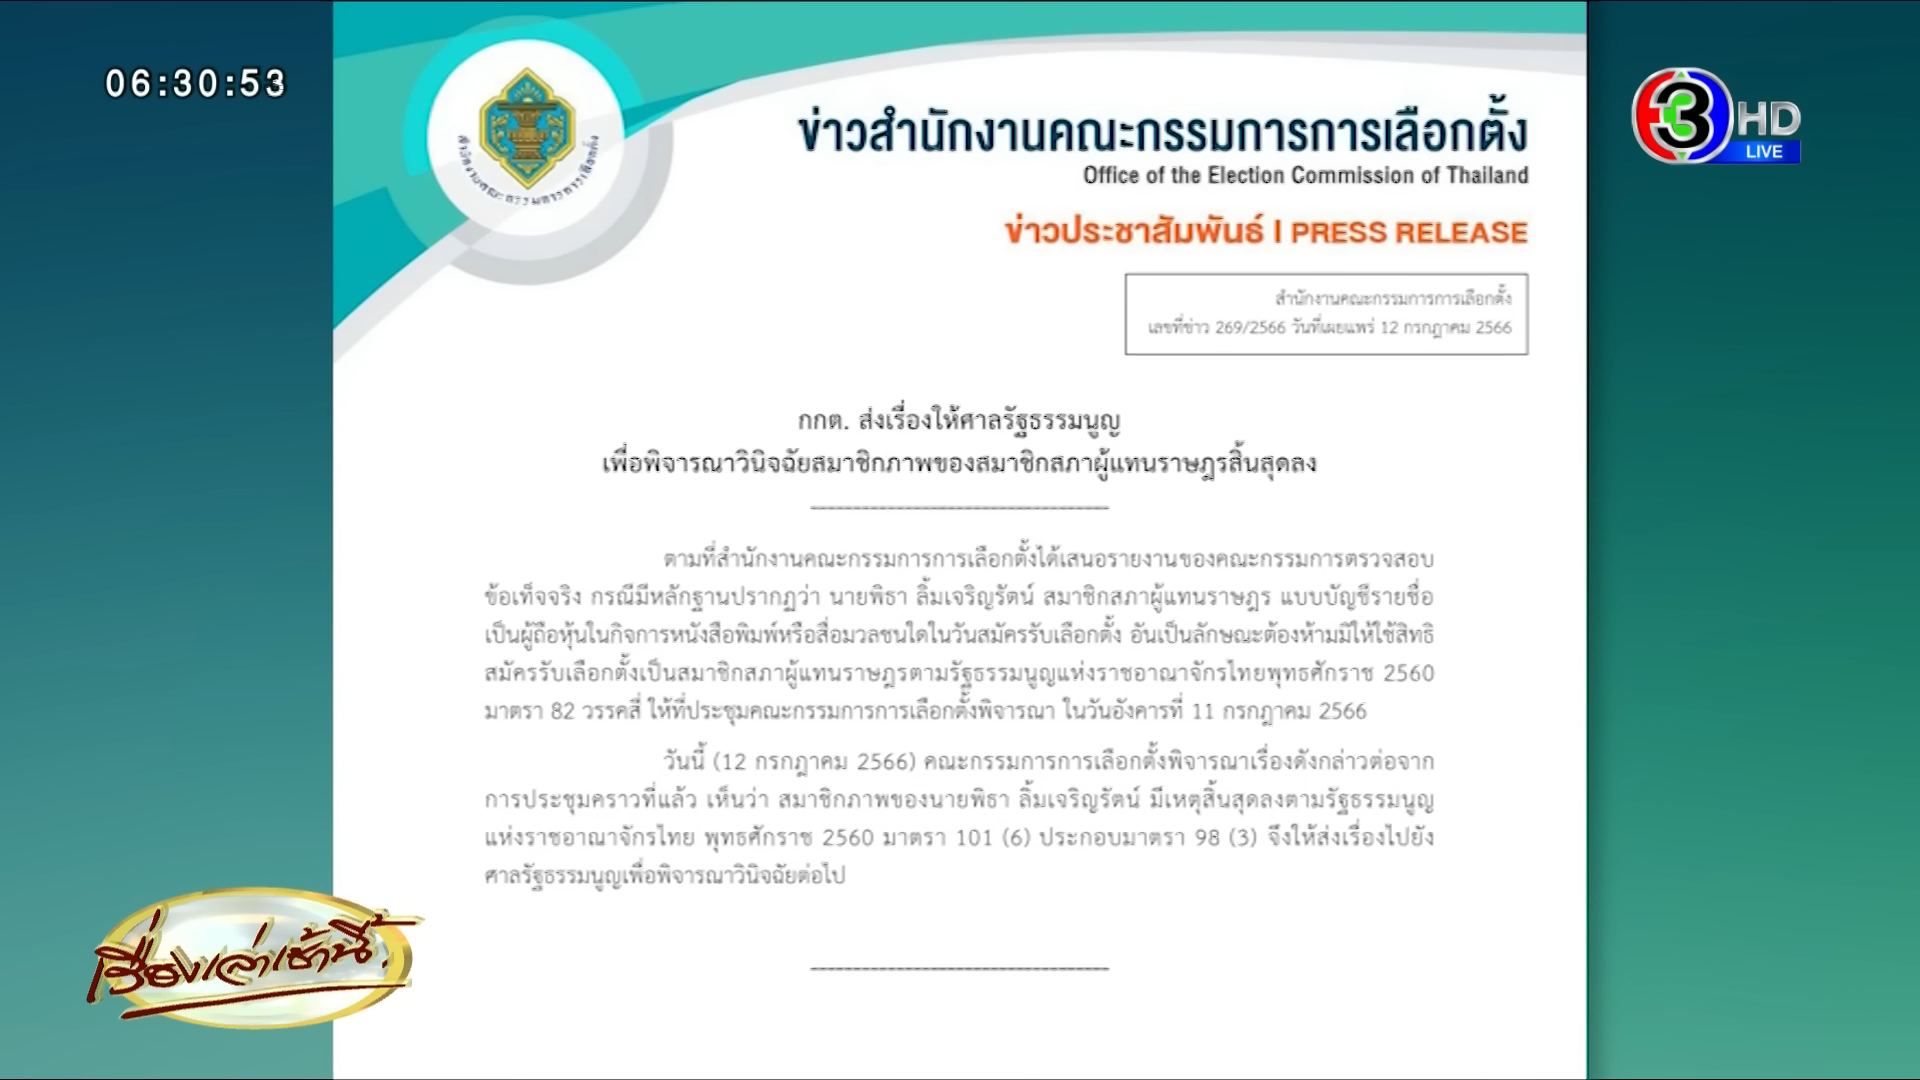 06:30:53
3 HD
LIVE
สำนักงานคณะกรรมการการเลือกตั้ง
ข่าวสำนักงานคณะกรรมการการเลือกตั้ง
Office of the Election Commission of Thailand
ข่าวประชาสัมพันธ์ | PRESS RELEASE
สำนักงานคณะกรรมการการเลือกตั้ง
เลขที่ข่าว 269/2566 วันที่เผยแพร่ 12 กรกฎาคม 2566
กกต. ส่งเรื่องให้ศาลรัฐธรรมนูญ
เพื่อพิจารณาวินิจฉัยสมาชิกภาพของสมาชิกสภาผู้แทนราษฎรสิ้นสุดลง
ตามที่สำนักงานคณะกรรมการการเลือกตั้งได้เสนอรายงานของคณะกรรมการตรวจสอบ
ข้อเท็จจริง กรณีมีหลักฐานปรากฏว่า นายพิธา ลิ้มเจริญรัตน์ สมาชิกสภาผู้แทนราษฎร แบบบัญชีรายชื่อ
เป็นผู้ถือหุ้นในกิจการหนังสือพิมพ์หรือสื่อมวลชนใดในวันสมัครรับเลือกตั้ง อันเป็นลักษณะต้องห้ามมิให้ใช้สิทธิ
สมัครรับเลือกตั้งเป็นสมาชิกสภาผู้แทนราษฎรตามรัฐธรรมนูญแห่งราชอาณาจักรไทยพุทธศักราช 2560
มาตรา 82 วรรคสี่ ให้ที่ประชุมคณะกรรมการการเลือกตั้งพิจารณา ในวันอังคารที่ 11 กรกฎาคม 2566
วันนี้ (12 กรกฎาคม 2566) คณะกรรมการการเลือกตั้งพิจารณาเรื่องดังกล่าวต่อจาก
การประชุมคราวที่แล้ว เห็นว่า สมาชิกภาพของนายพิธา ลิ้มเจริญรัตน์ มีเหตุสิ้นสุดลงตามรัฐธรรมนูญ
แห่งราชอาณาจักรไทย พุทธศักราช 2560 มาตรา 101 (6) ประกอบมาตรา 98 (3) จึงให้ส่งเรื่องไปยัง
ศาลรัฐธรรมนูญเพื่อพิจารณาวินิจฉัยต่อไป
เรื่องเล่าเช้านี้